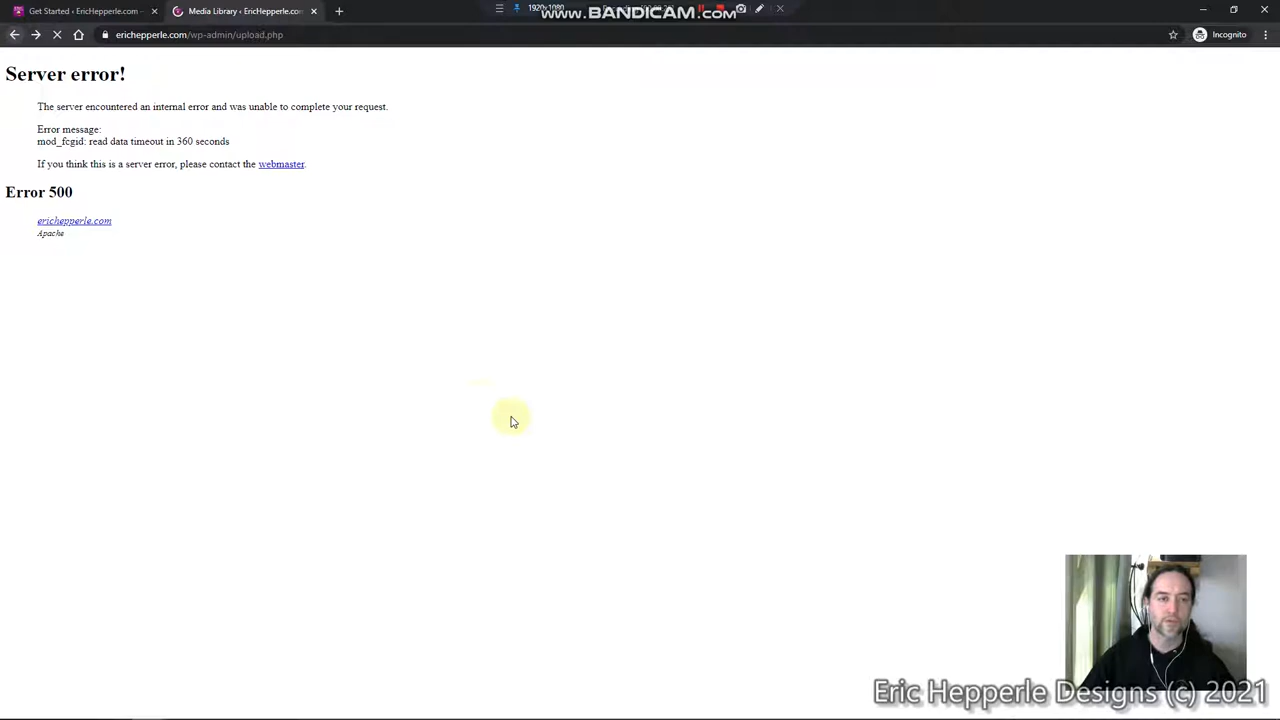 Get Started ‹ EricHepperle.com —
Media Library ‹ EricHepperle.co
1920x1080
WWW.BANDICAM.COM
erichepperle.com/wp-admin/upload.php
Incognito
Server error!
The server encountered an internal error and was unable to complete your request.
Error message:
mod_fcgid: read data timeout in 360 seconds
If you think this is a server error, please contact the webmaster.
Error 500
erichepperle.com
Apache
Eric Hepperle Designs (c) 2021